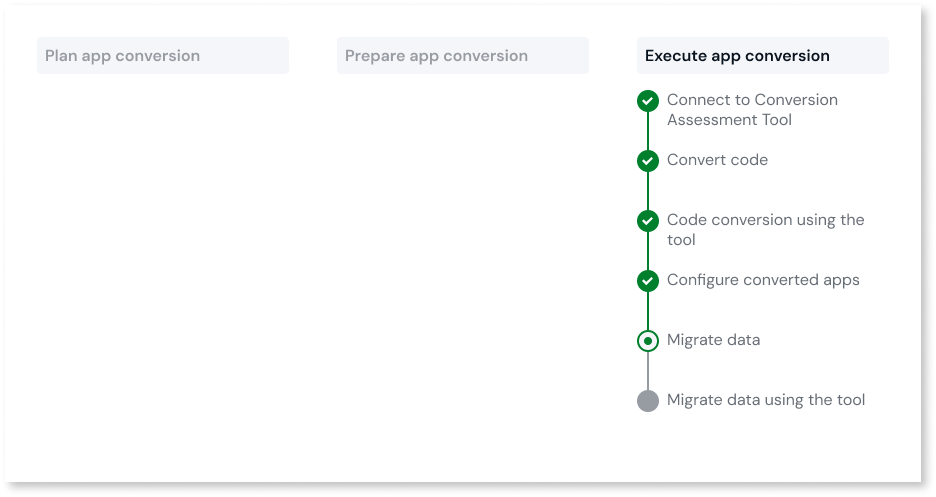 Plan app conversion
Prepare app conversion
Execute app conversion
Connect to Conversion
Assessment Tool
Convert code
Code conversion using the
tool
Configure converted apps
Migrate data
Migrate data using the tool